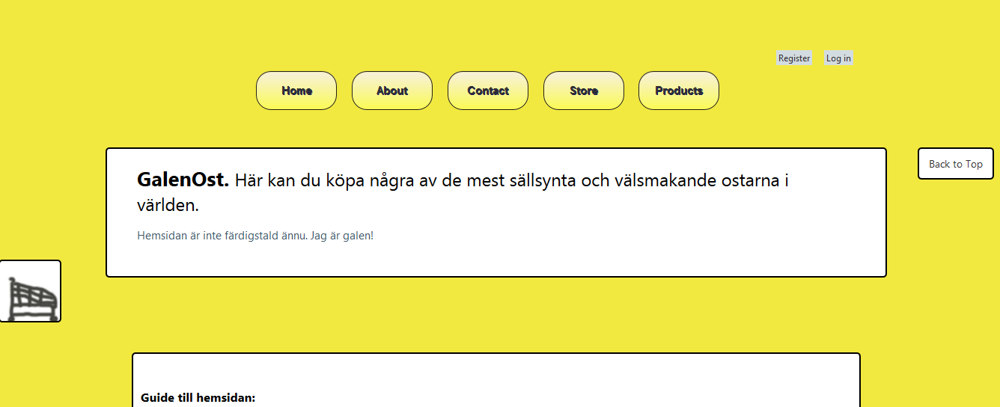 Register Log in
Home About Contact Store Products
GalenOst. Här kan du köpa några av de mest sällsynta och välsmakande ostarna i
världen.
Back to Top
Hemsidan är inte färdigstald ännu. Jag är galen!
Guide till hemsidan: